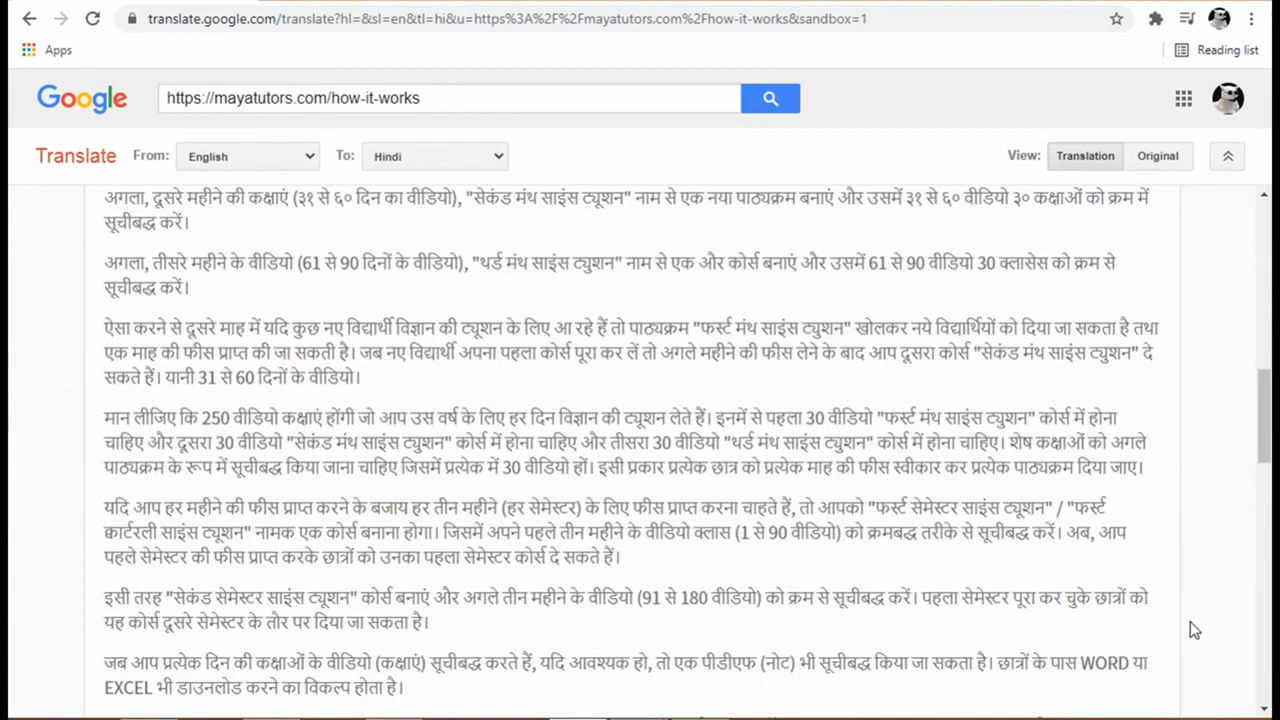 translate.google.com/translate?hl=&sl=en&tl=hi&u=https%3A%2F%2Fmayatutors.com%2Fhow-it-works&sandbox=1
Apps
Reading list
Google
https://mayatutors.com/how-it-works
Translate From: English To: Hindi View: Translation Original
अगला, दूसरे महीने की कक्षाएं (३१ से ६० दिन का वीडियो), "सेकंड मंथ साइंस ट्यूशन" नाम से एक नया पाठ्यक्रम बनाएं और उसमें ३१ से ६० वीडियो ३० कक्षाओं को क्रम में
सूचीबद्ध करें।
अगला, तीसरे महीने के वीडियो (61 से 90 दिनों के वीडियो), "थर्ड मंथ साइंस ट्युशन" नाम से एक और कोर्स बनाएं और उसमें 61 से 90 वीडियो 30 क्लासेस को क्रम से
सूचीबद्ध करें।
ऐसा करने से दूसरे माह में यदि कुछ नए विद्यार्थी विज्ञान की ट्यूशन के लिए आ रहे हैं तो पाठ्यक्रम "फर्स्ट मंथ साइंस ट्युशन" खोलकर नये विद्यार्थियों को दिया जा सकता है तथा
एक माह की फीस प्राप्त की जा सकती है। जब नए विद्यार्थी अपना पहला कोर्स पूरा कर लें तो अगले महीने की फीस लेने के बाद आप दूसरा कोर्स "सेकंड मंथ साइंस ट्युशन" दे
सकते हैं। यानी 31 से 60 दिनों के वीडियो।
मान लीजिए कि 250 वीडियो कक्षाएं होंगी जो आप उस वर्ष के लिए हर दिन विज्ञान की ट्यूशन लेते हैं। इनमें से पहला 30 वीडियो "फर्स्ट मंथ साइंस ट्युशन" कोर्स में होना
चाहिए और दूसरा 30 वीडियो "सेकंड मंथ साइंस ट्युशन" कोर्स में होना चाहिए और तीसरा 30 वीडियो "थर्ड मंथ साइंस ट्युशन" कोर्स में होना चाहिए। शेष कक्षाओं को अगले
पाठ्यक्रम के रूप में सूचीबद्ध किया जाना चाहिए जिसमें प्रत्येक में 30 वीडियो हों। इसी प्रकार प्रत्येक छात्र को प्रत्येक माह की फीस स्वीकार कर प्रत्येक पाठ्यक्रम दिया जाए।
यदि आप हर महीने की फीस प्राप्त करने के बजाय हर तीन महीने (हर सेमेस्टर) के लिए फीस प्राप्त करना चाहते हैं, तो आपको "फर्स्ट सेमेस्टर साइंस ट्यूशन" / "फर्स्ट
क्वार्टरली साइंस ट्यूशन" नामक एक कोर्स बनाना होगा। जिसमें अपने पहले तीन महीने के वीडियो क्लास (1 से 90 वीडियो) को क्रमबद्ध तरीके से सूचीबद्ध करें। अब, आप
पहले सेमेस्टर की फीस प्राप्त करके छात्रों को उनका पहला सेमेस्टर कोर्स दे सकते हैं।
इसी तरह "सेकंड सेमेस्टर साइंस ट्यूशन" कोर्स बनाएं और अगले तीन महीने के वीडियो (91 से 180 वीडियो) को क्रम से सूचीबद्ध करें। पहला सेमेस्टर पूरा कर चुके छात्रों को
यह कोर्स दूसरे सेमेस्टर के तौर पर दिया जा सकता है।
जब आप प्रत्येक दिन की कक्षाओं के वीडियो (कक्षाएं) सूचीबद्ध करते हैं, यदि आवश्यक हो, तो एक पीडीएफ (नोट) भी सूचीबद्ध किया जा सकता है। छात्रों के पास WORD या
EXCEL भी डाउनलोड करने का विकल्प होता है।